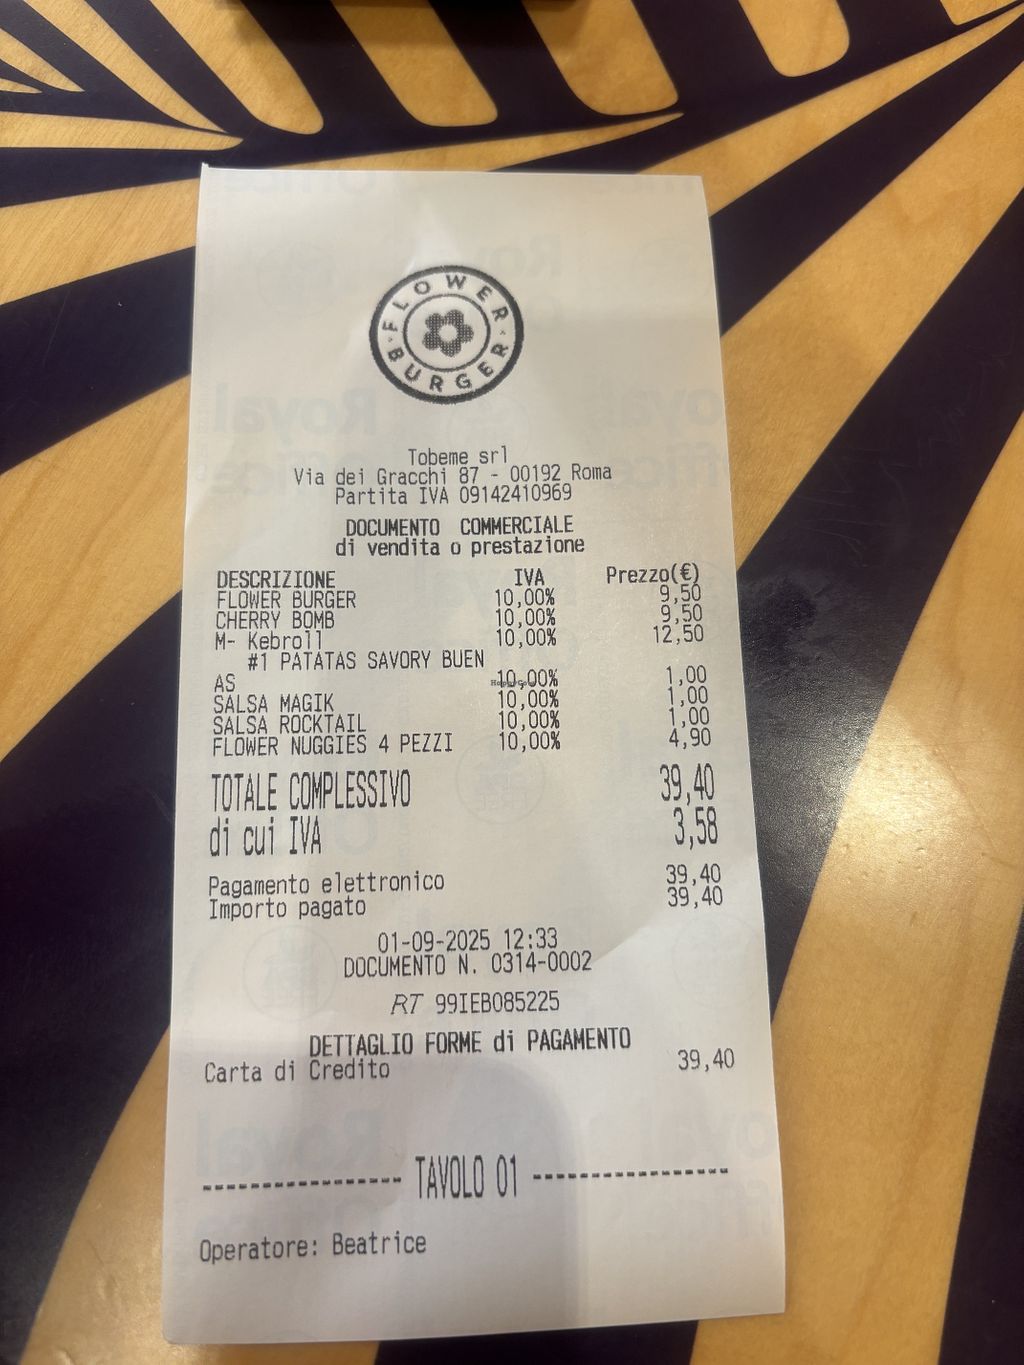 FLOWER BURGER
Tobeme srl
Via dei Gracchi 87 - 00192 Roma
Partita IVA 09142410969
DOCUMENTO COMMERCIALE
di vendita o prestazione
DESCRIZIONE IVA Prezzo(€)
FLOWER BURGER 10,00% 9,50
CHERRY BOMB 10,00% 9,50
M- Kebroll 10,00% 12,50
#1 PATATAS SAVORY BUEN
AS 10,00% 1,00
SALSA MAGIK 10,00% 1,00
SALSA ROCKTAIL 10,00% 1,00
FLOWER NUGGIES 4 PEZZI 10,00% 4,90
TOTALE COMPLESSIVO 39,40
di cui IVA 3,58
Pagamento elettronico 39,40
Importo pagato 39,40
01-09-2025 12:33
DOCUMENTO N. 0314-0002
RT 99IEB085225
DETTAGLIO FORME di PAGAMENTO
Carta di Credito 39,40
TAVOLO 01
Operatore: Beatrice